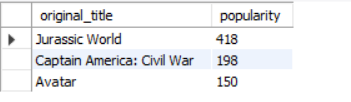 original_title popularity
Jurassic World 418
Captain America: Civil War 198
Avatar 150